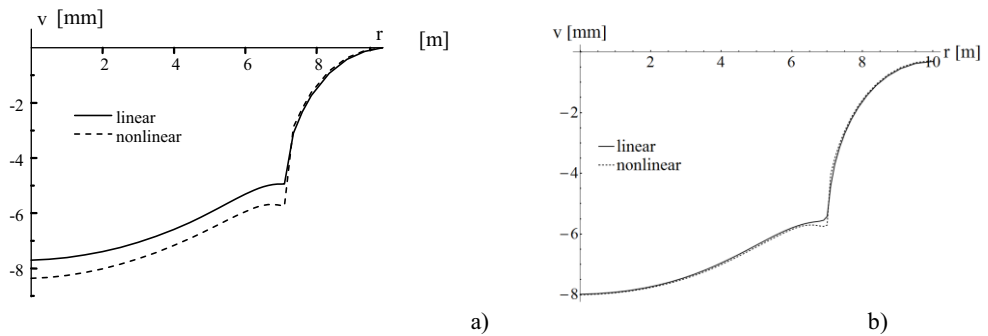 v [mm]
r [m]
2 4 6 8
-2
-4
-6
-8
linear
nonlinear
a)
v [mm]
r [m]
2 4 6 8 10
−2
−4
−6
−8
linear
nonlinear
b)